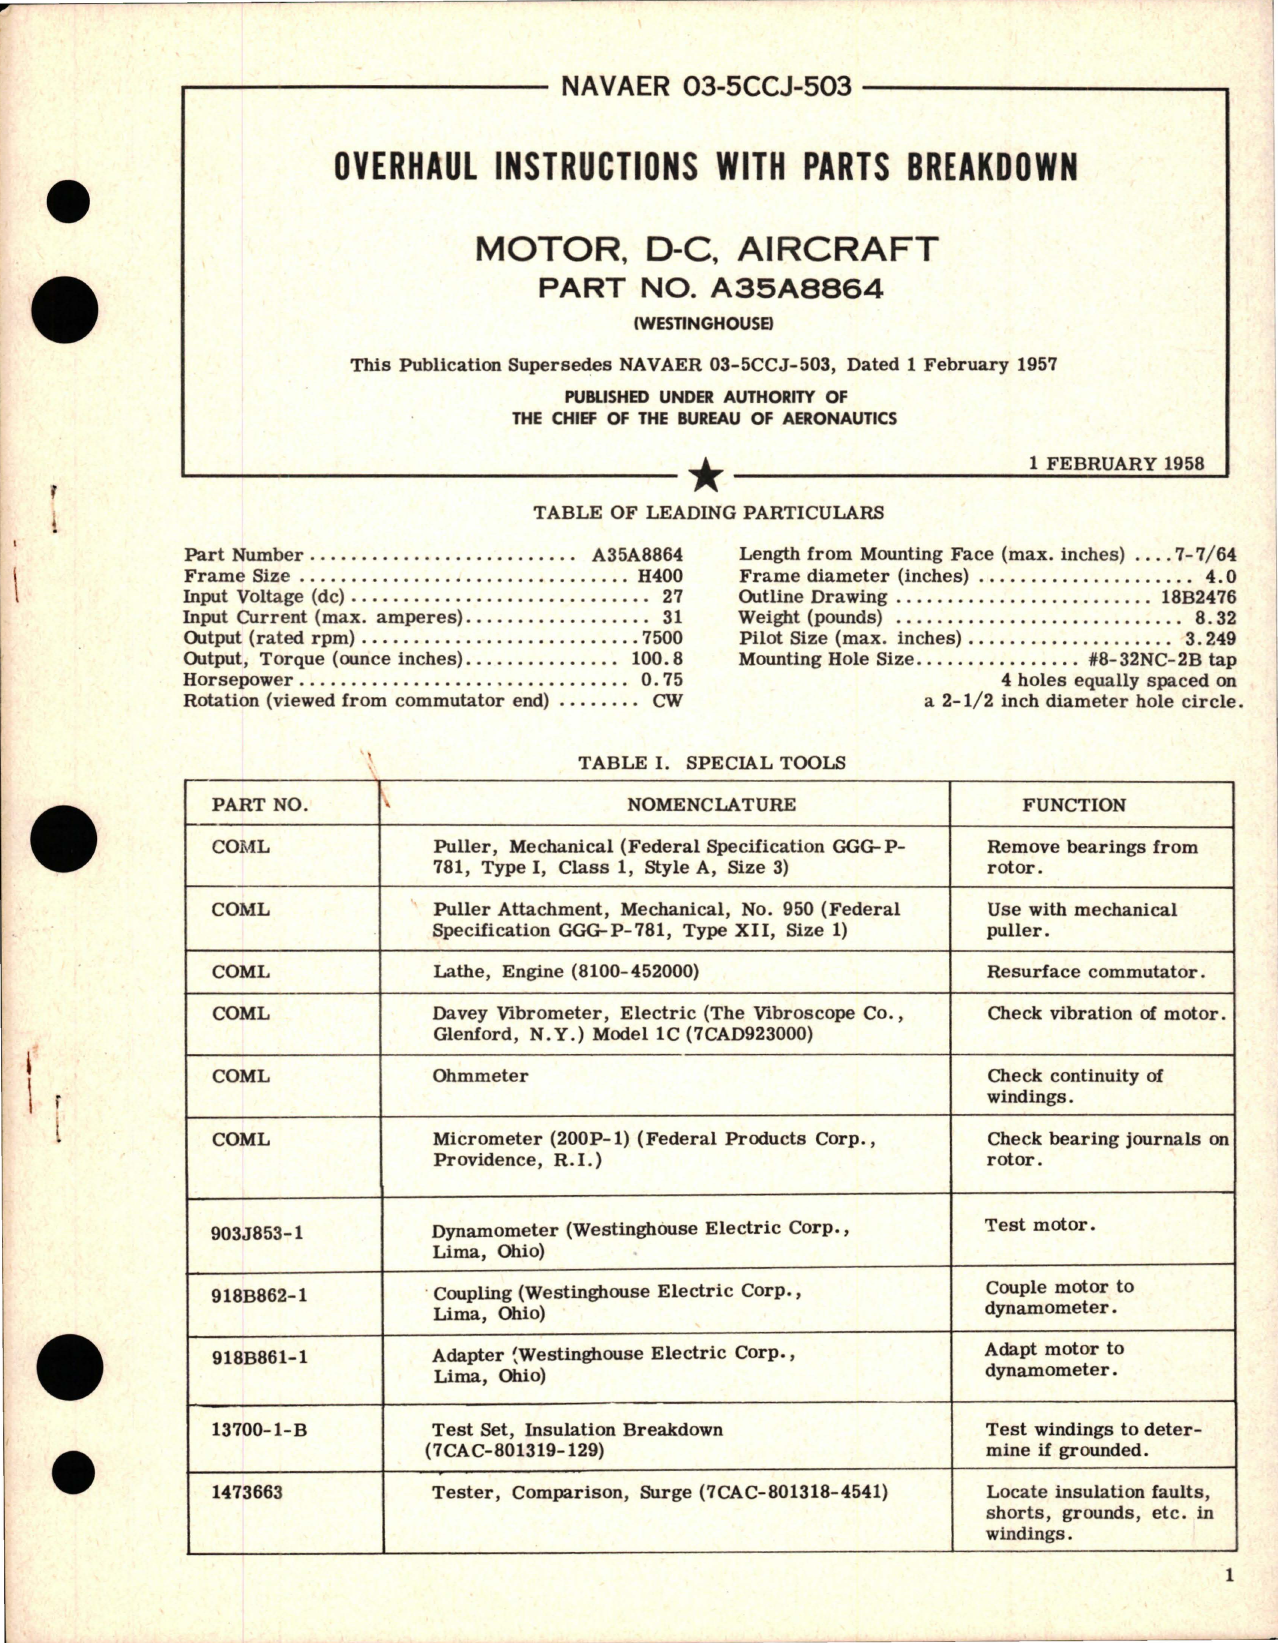 NAVAER 03-5CCJ-503
OVERHAUL INSTRUCTIONS WITH PARTS BREAKDOWN
MOTOR, D-C, AIRCRAFT
PART NO. A35A8864
(WESTINGHOUSE)
This Publication Supersedes NAVAER 03-5CCJ-503, Dated 1 February 1957
PUBLISHED UNDER AUTHORITY OF
THE CHIEF OF THE BUREAU OF AERONAUTICS
1 FEBRUARY 1958
TABLE OF LEADING PARTICULARS
Part Number .......................... A35A8864
Frame Size ................................ H400
Input Voltage (dc) .............................. 27
Input Current (max. amperes)................... 31
Output (rated rpm) ............................7500
Output, Torque (ounce inches)............... 100.8
Horsepower ................................ 0.75
Rotation (viewed from commutator end) ........ CW
Length from Mounting Face (max. inches) ....7-7/64
Frame diameter (inches) ..................... 4.0
Outline Drawing ......................... 18B2476
Weight (pounds) ............................ 8.32
Pilot Size (max. inches) .................... 3.249
Mounting Hole Size................ #8-32NC-2B tap
4 holes equally spaced on
a 2-1/2 inch diameter hole circle.
TABLE I. SPECIAL TOOLS
PART NO. NOMENCLATURE FUNCTION
COML Puller, Mechanical (Federal Specification GGG-P- Remove bearings from
781, Type I, Class 1, Style A, Size 3) rotor.
COML Puller Attachment, Mechanical, No. 950 (Federal Use with mechanical
Specification GGG-P-781, Type XII, Size 1) puller.
COML Lathe, Engine (8100-452000) Resurface commutator.
COML Davey Vibrometer, Electric (The Vibroscope Co., Check vibration of motor.
Glenford, N.Y.) Model 1C (7CAD923000)
COML Ohmmeter Check continuity of
windings.
COML Micrometer (200P-1) (Federal Products Corp., Check bearing journals on
Providence, R.I.) rotor.
903J853-1 Dynamometer (Westinghouse Electric Corp., Test motor.
Lima, Ohio)
918B862-1 Coupling (Westinghouse Electric Corp., Couple motor to
Lima, Ohio) dynamometer.
918B861-1 Adapter (Westinghouse Electric Corp., Adapt motor to
Lima, Ohio) dynamometer.
13700-1-B Test Set, Insulation Breakdown Test windings to deter-
(7CAC-801319-129) mine if grounded.
1473663 Tester, Comparison, Surge (7CAC-801318-4541) Locate insulation faults,
shorts, grounds, etc. in
windings.
1